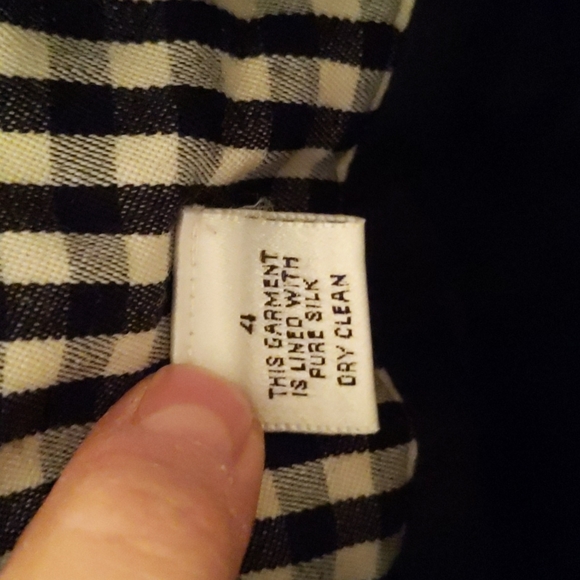 4
THIS GARMENT
IS LINED WITH
PURE SILK
DRY CLEAN